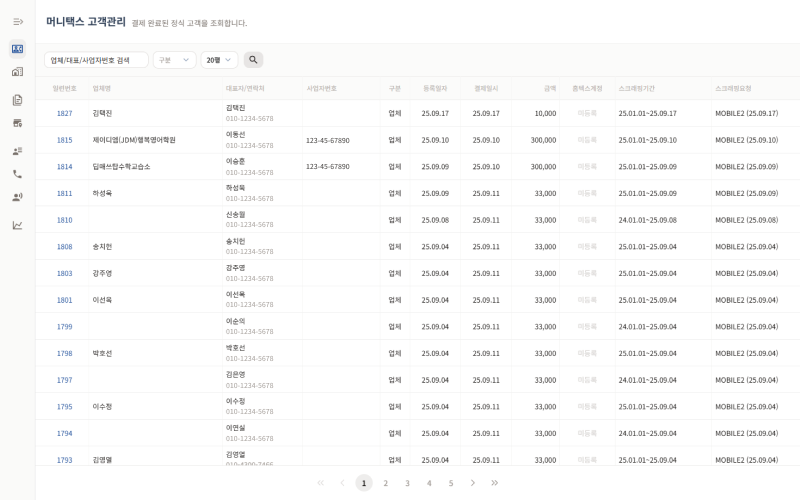 머니택스 고객관리 결제 완료된 정식 고객을 조회합니다.
업체/대표/사업자번호 검색 구분 20행
일련번호 업체명 대표자/연락처 사업자번호 구분 등록일자 결제일시 금액 홈택스계정 스크래핑기간 스크래핑요청
1827 김택진 김택진 업체 25.09.17 25.09.17 10,000 미등록 25.01.01~25.09.17 MOBILE2 (25.09.17)
010-1234-5678
1815 제이디엠(JDM)행복영어학원 이동선 123-45-67890 업체 25.09.10 25.09.10 300,000 미등록 25.01.01~25.09.10 MOBILE2 (25.09.10)
010-1234-5678
1814 딥매쓰탑수학교습소 이승훈 123-45-67890 업체 25.09.09 25.09.10 300,000 미등록 25.01.01~25.09.09 MOBILE2 (25.09.09)
010-1234-5678
1811 하성욱 하성욱 업체 25.09.09 25.09.11 33,000 미등록 25.01.01~25.09.09 MOBILE2 (25.09.09)
010-1234-5678
1810 신승월 업체 25.09.08 25.09.11 33,000 미등록 24.01.01~25.09.08 MOBILE2 (25.09.08)
010-1234-5678
1808 송치헌 송치헌 업체 25.09.04 25.09.11 33,000 미등록 25.01.01~25.09.04 MOBILE2 (25.09.04)
010-1234-5678
1803 강주영 강주영 업체 25.09.04 25.09.11 33,000 미등록 25.01.01~25.09.04 MOBILE2 (25.09.04)
010-1234-5678
1801 이선욱 이선욱 업체 25.09.04 25.09.11 33,000 미등록 25.01.01~25.09.04 MOBILE2 (25.09.04)
010-1234-5678
1799 이순의 업체 25.09.04 25.09.11 33,000 미등록 24.01.01~25.09.04 MOBILE2 (25.09.04)
010-1234-5678
1798 박호선 박호선 업체 25.09.04 25.09.11 33,000 미등록 25.01.01~25.09.04 MOBILE2 (25.09.04)
010-1234-5678
1797 김은영 업체 25.09.04 25.09.11 33,000 미등록 24.01.01~25.09.04 MOBILE2 (25.09.04)
010-1234-5678
1795 이수정 이수정 업체 25.09.04 25.09.11 33,000 미등록 25.01.01~25.09.04 MOBILE2 (25.09.04)
010-1234-5678
1794 이연실 업체 25.09.04 25.09.11 33,000 미등록 24.01.01~25.09.04 MOBILE2 (25.09.04)
010-1234-5678
1793 김영열 김영열 업체 25.09.04 25.09.11 33,000 미등록 25.01.01~25.09.04 MOBILE2 (25.09.04)
1 2 3 4 5